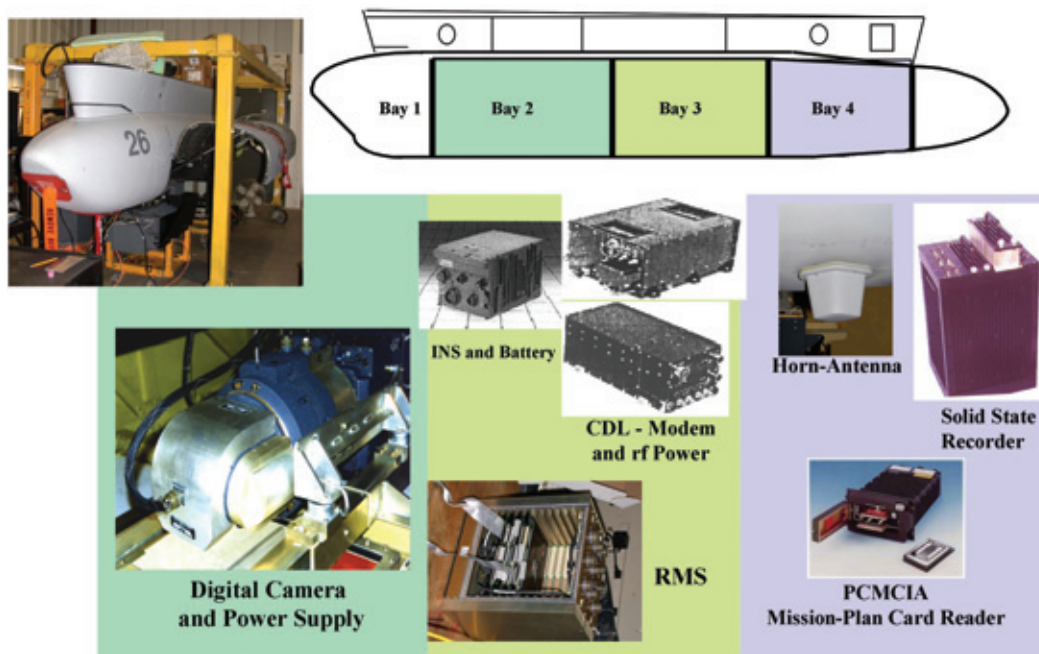 26
Bay 1
Bay 2
Bay 3
Bay 4
INS and Battery
CDL - Modem
and rf Power
Horn-Antenna
Solid State
Recorder
Digital Camera
and Power Supply
RMS
PCMCIA
Mission-Plan Card Reader